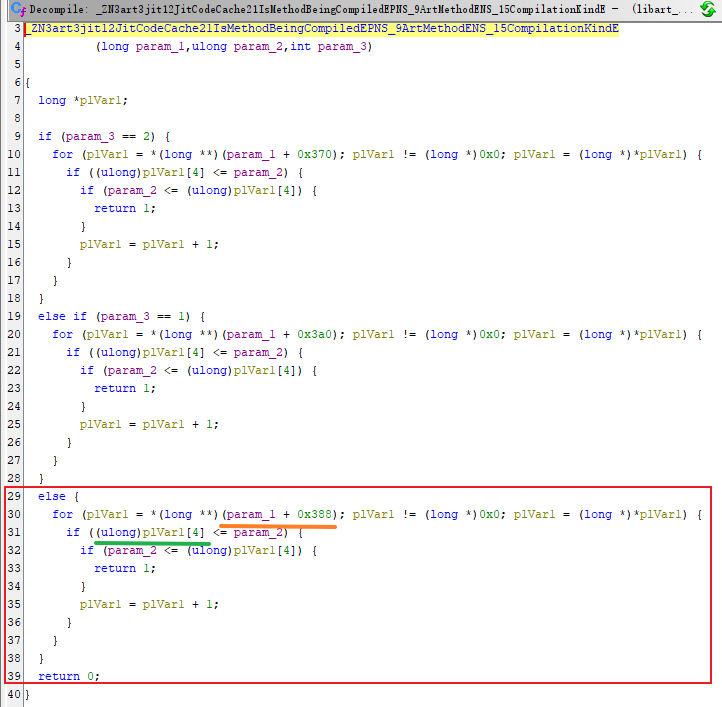 Decompile: _ZN3art3jit12JitCodeCache21IsMethodBeingCompiledEPNS_9ArtMethodENS_15CompilationKindE - (libart_...
3 _ZN3art3jit12JitCodeCache21IsMethodBeingCompiledEPNS_9ArtMethodENS_15CompilationKindE
4 (long param_1,ulong param_2,int param_3)
5
6 {
7 long *plVar1;
8
9 if (param_3 == 2) {
10 for (plVar1 = *(long **)(param_1 + 0x370); plVar1 != (long *)0x0; plVar1 = (long *)*plVar1) {
11 if ((ulong)plVar1[4] <= param_2) {
12 if (param_2 <= (ulong)plVar1[4]) {
13 return 1;
14 }
15 plVar1 = plVar1 + 1;
16 }
17 }
18 }
19 else if (param_3 == 1) {
20 for (plVar1 = *(long **)(param_1 + 0x3a0); plVar1 != (long *)0x0; plVar1 = (long *)*plVar1) {
21 if ((ulong)plVar1[4] <= param_2) {
22 if (param_2 <= (ulong)plVar1[4]) {
23 return 1;
24 }
25 plVar1 = plVar1 + 1;
26 }
27 }
28 }
29 else {
30 for (plVar1 = *(long **)(param_1 + 0x388); plVar1 != (long *)0x0; plVar1 = (long *)*plVar1) {
31 if ((ulong)plVar1[4] <= param_2) {
32 if (param_2 <= (ulong)plVar1[4]) {
33 return 1;
34 }
35 plVar1 = plVar1 + 1;
36 }
37 }
38 }
39 return 0;
40 }